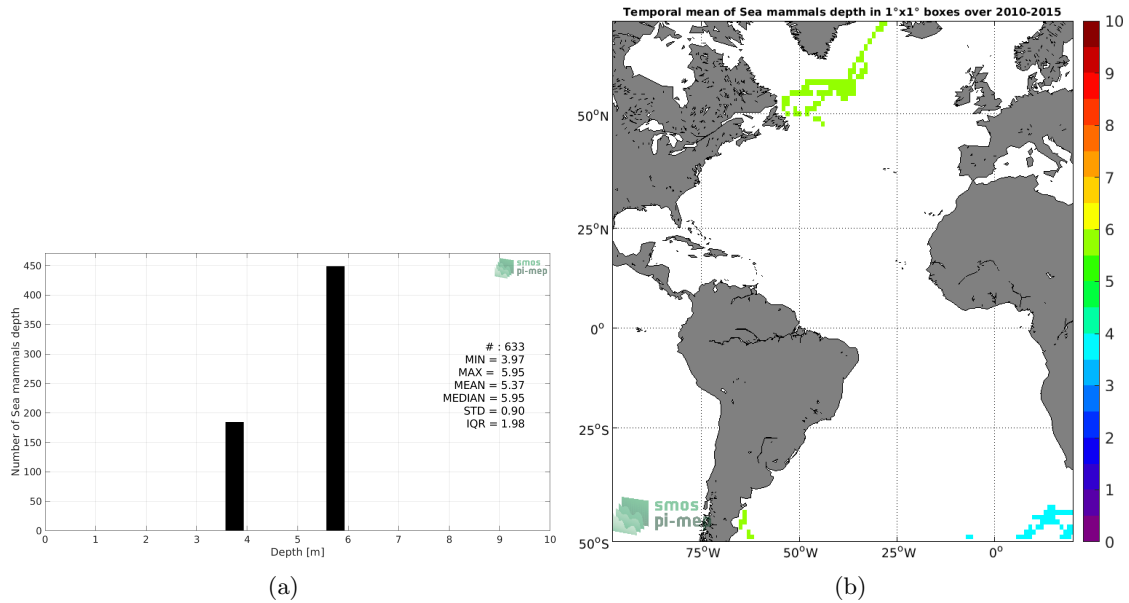 Number of Sea mammals depth
450
400
350
300
250
200
150
100
50
0
smos
pi-mep
# : 633
MIN = 3.97
MAX = 5.95
MEAN = 5.37
MEDIAN = 5.95
STD = 0.90
IQR = 1.98
0 1 2 3 4 5 6 7 8 9 10
Depth [m]
(a)
Temporal mean of Sea mammals depth in 1°x1° boxes over 2010-2015
50°N
25°N
0°
25°S
50°S
smos
pi-mep
75°W 50°W 25°W 0°
10
9
8
7
6
5
4
3
2
1
0
(b)